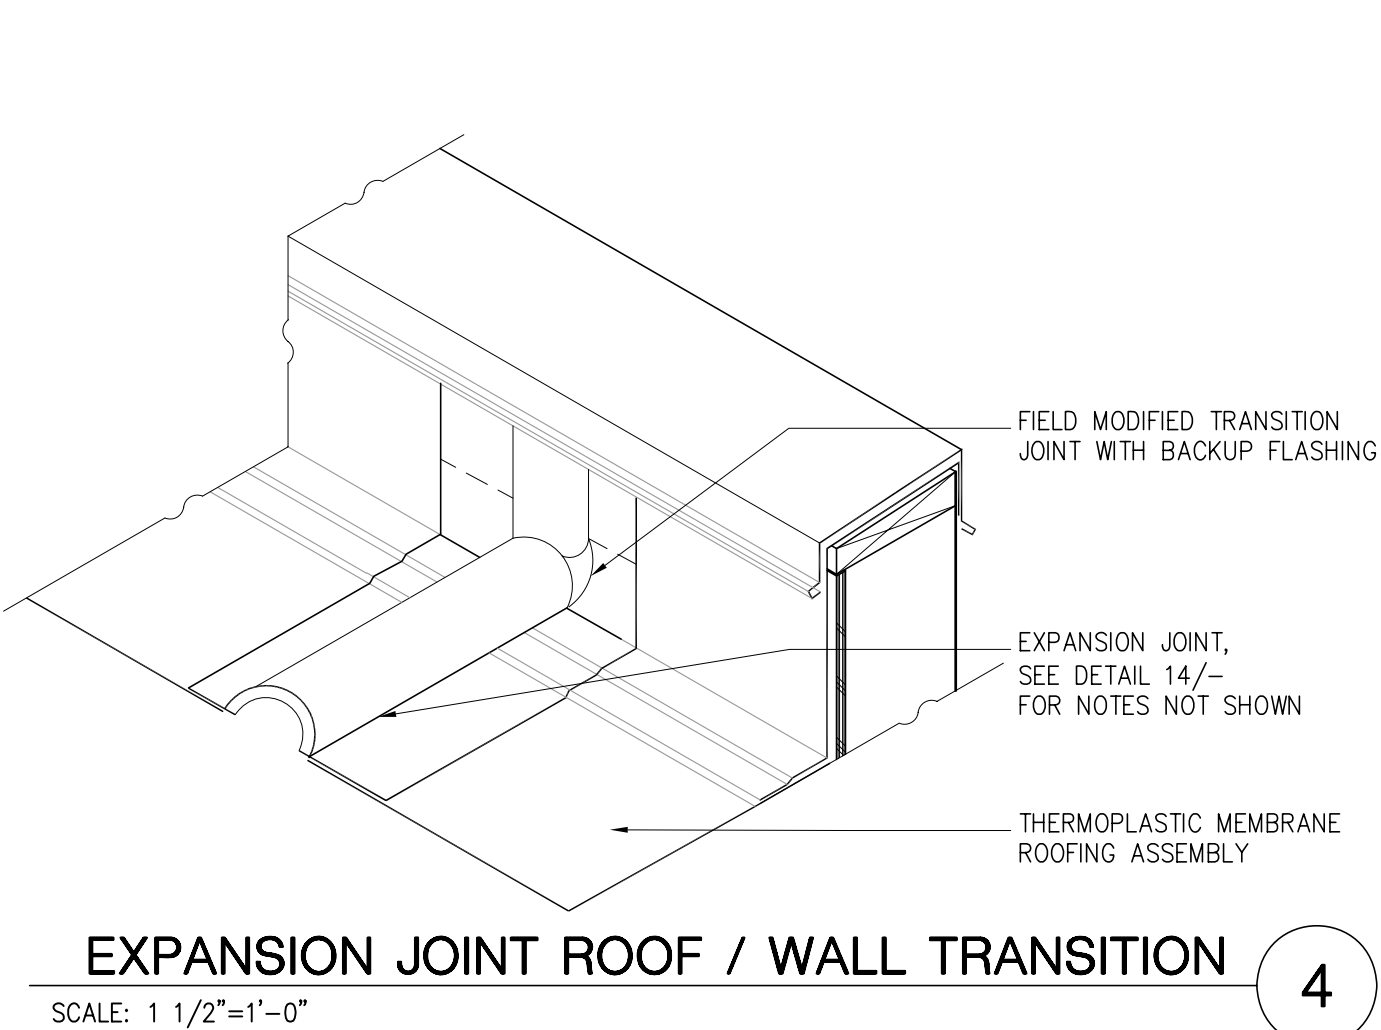 FIELD MODIFIED TRANSITION
JOINT WITH BACKUP FLASHING
EXPANSION JOINT,
SEE DETAIL 14/-
FOR NOTES NOT SHOWN
THERMOPLASTIC MEMBRANE
ROOFING ASSEMBLY
EXPANSION JOINT ROOF / WALL TRANSITION
4
SCALE: 1 1/2"=1'-0"